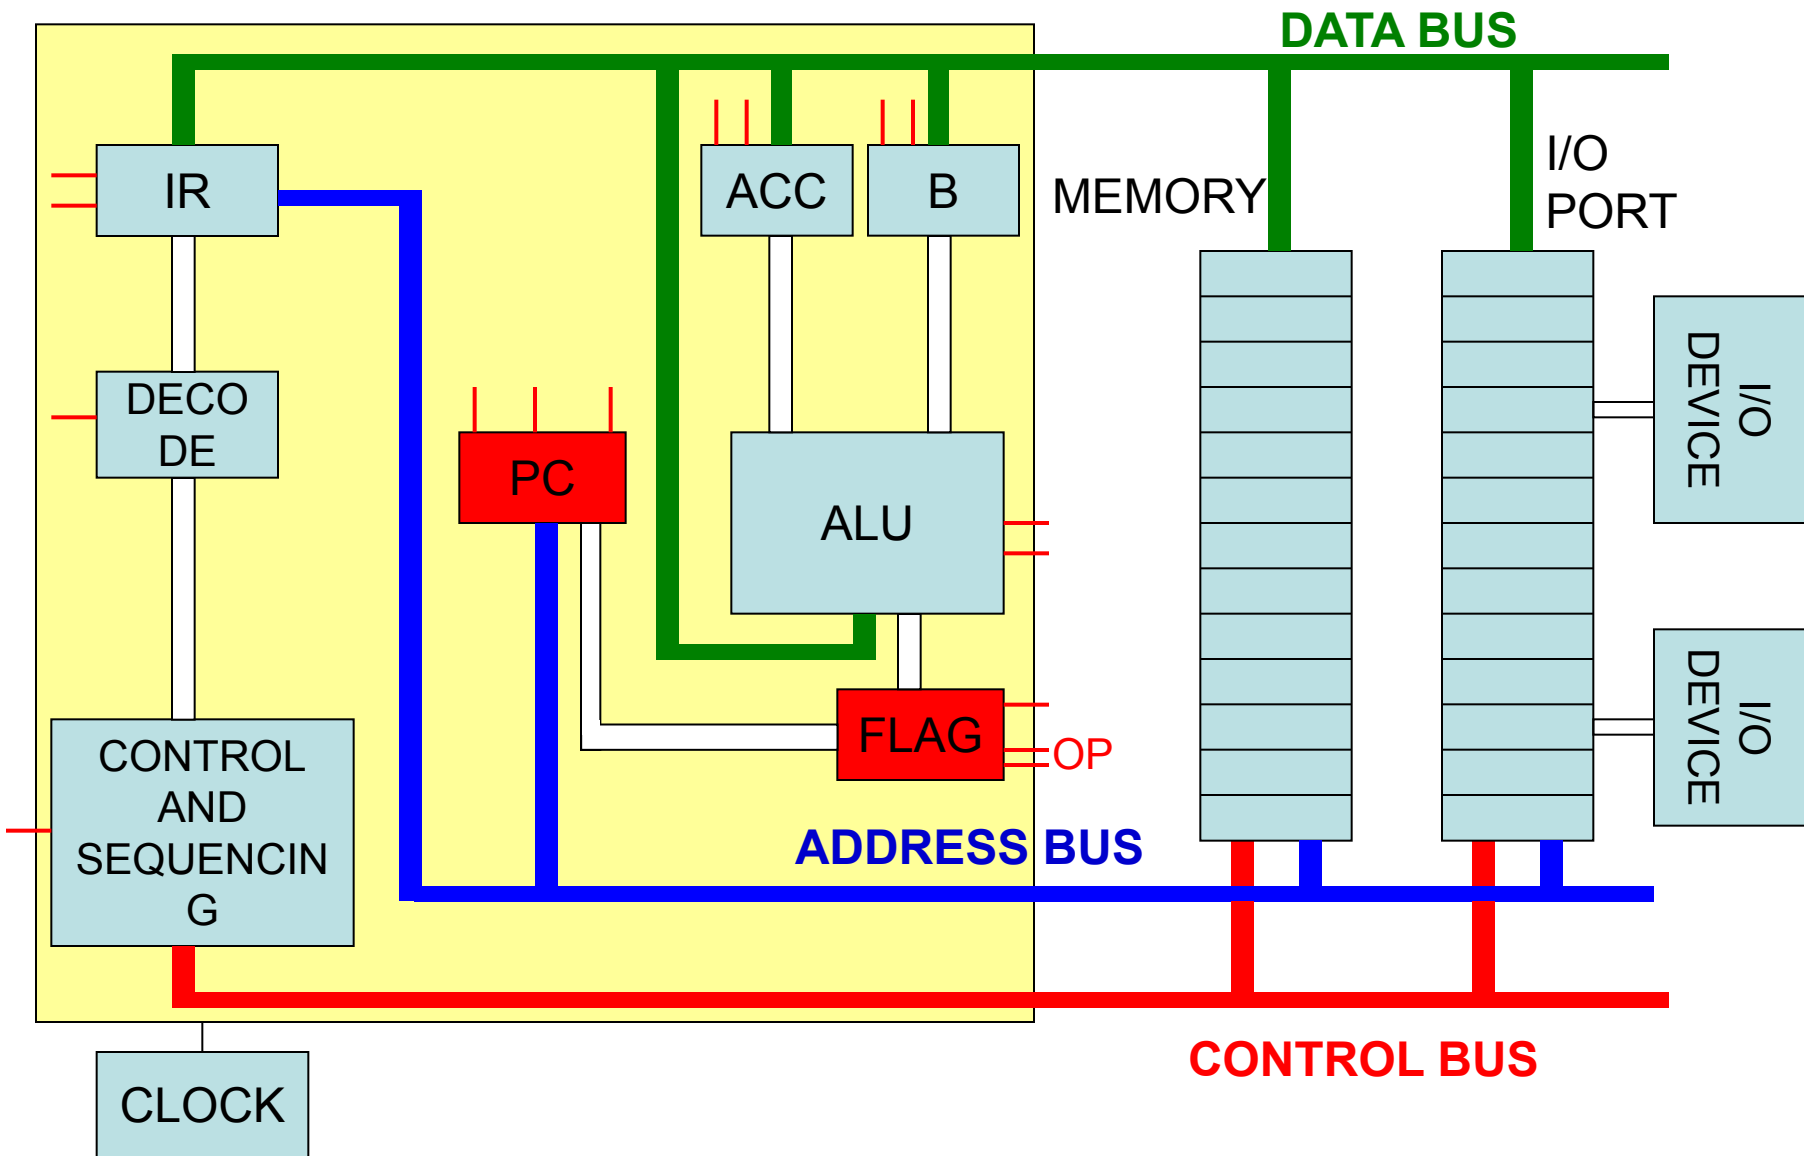 DATA BUS
IR
ACC
B
MEMORY
I/O
PORT
DECO
DE
I/O
DEVICE
PC
ALU
CONTROL
AND
SEQUENCIN
G
FLAG
OP
I/O
DEVICE
ADDRESS BUS
CONTROL BUS
CLOCK